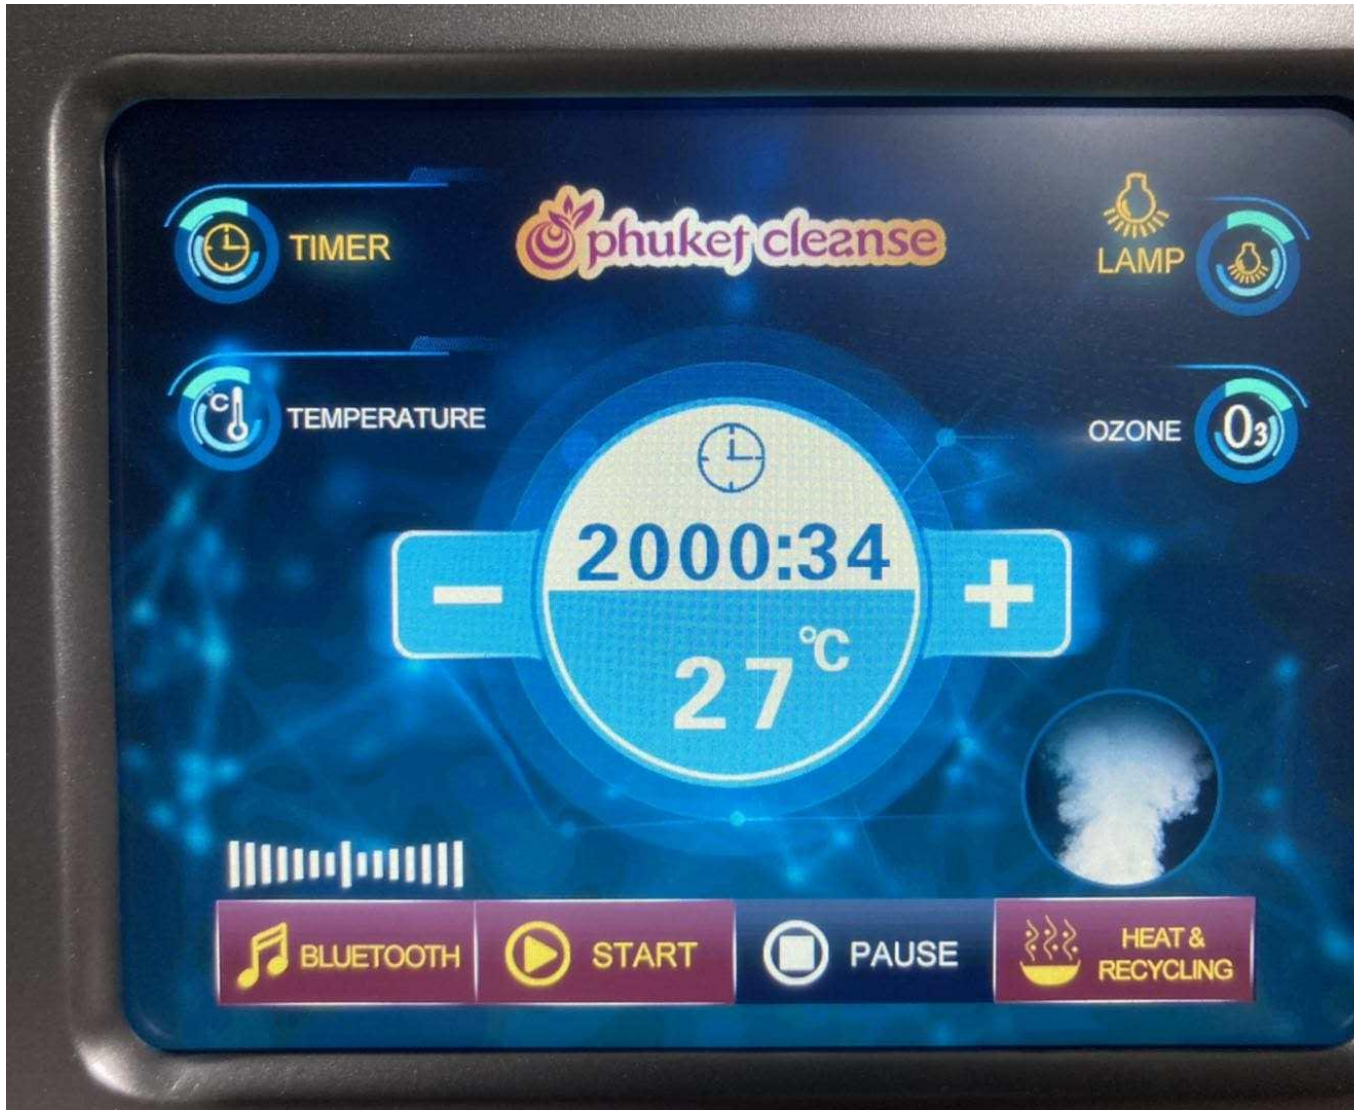 TIMER
phuket cleanse
LAMP
°C
TEMPERATURE
OZONE
O3
2000:34
27°C
BLUETOOTH
START
PAUSE
HEAT &
RECYCLING